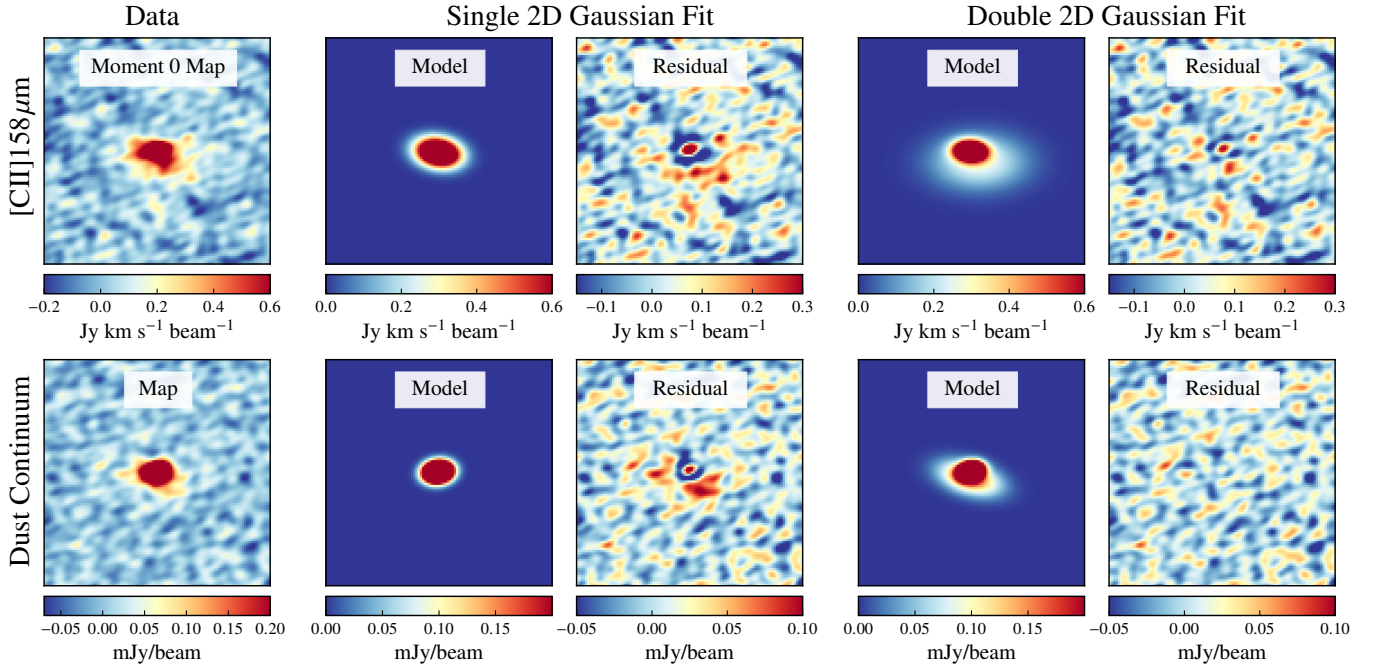 Data
Single 2D Gaussian Fit
Double 2D Gaussian Fit
[CII]158μm
Moment 0 Map
Model
Residual
Model
Residual
−0.2 0.0 0.2 0.4 0.6
0.0 0.2 0.4 0.6
−0.1 0.0 0.1 0.2 0.3
0.0 0.2 0.4 0.6
−0.1 0.0 0.1 0.2 0.3
Jy km s⁻¹ beam⁻¹
Jy km s⁻¹ beam⁻¹
Jy km s⁻¹ beam⁻¹
Jy km s⁻¹ beam⁻¹
Jy km s⁻¹ beam⁻¹
Dust Continuum
Map
Model
Residual
Model
Residual
−0.05 0.00 0.05 0.10 0.15 0.20
0.00 0.05 0.10 0.15
−0.05 0.00 0.05 0.10
0.00 0.05 0.10 0.15
−0.05 0.00 0.05 0.10
mJy/beam
mJy/beam
mJy/beam
mJy/beam
mJy/beam